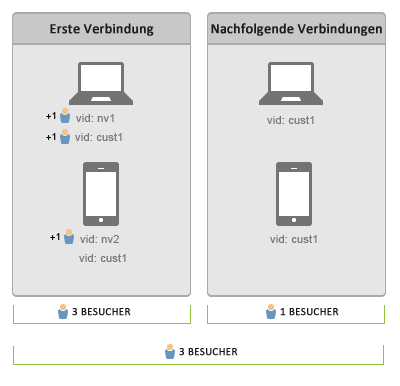 Erste Verbindung
+1 vid: nv1
+1 vid: cust1
+1 vid: nv2
vid: cust1
3 BESUCHER
Nachfolgende Verbindungen
vid: cust1
vid: cust1
1 BESUCHER
3 BESUCHER